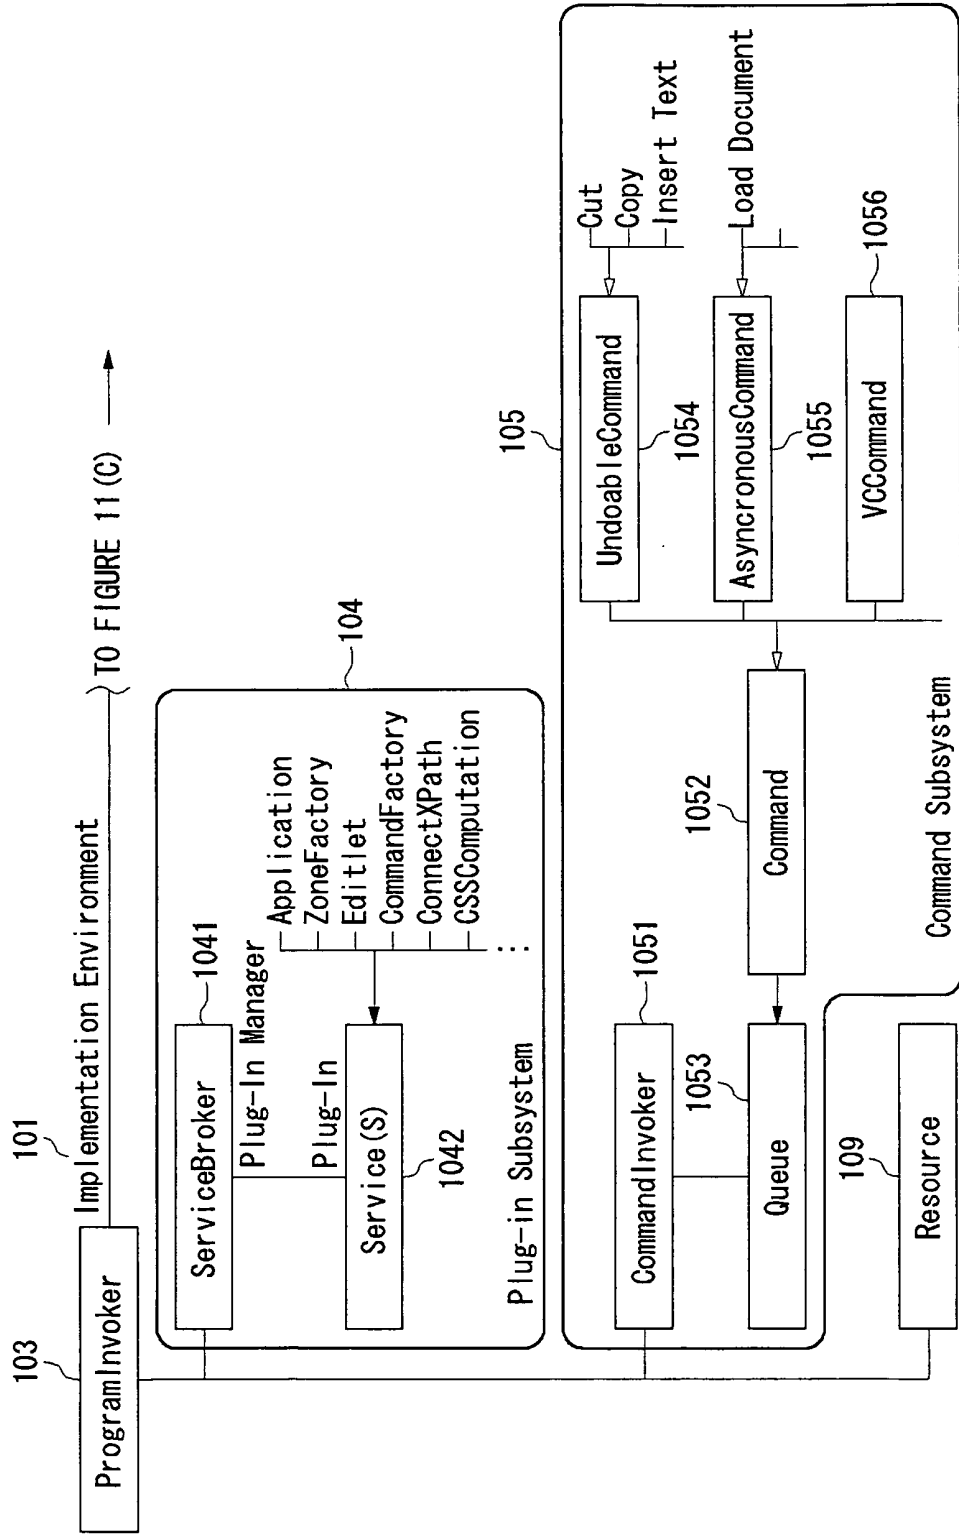 101
Implementation Environment
103
ProgramInvoker
TO FIGURE 11(C)
104
ServiceBroker
1041
Plug-In Manager
Plug-In
Service(S)
1042
Application
ZoneFactory
Editlet
CommandFactory
ConnectXPath
CSSComputation
Plug-in Subsystem
105
CommandInvoker
1051
1053
Queue
1052
Command
UndoableCommand
1054
Cut
Copy
Insert Text
AsyncronousCommand
1055
Load Document
VCCommand
1056
Command Subsystem
109
Resource